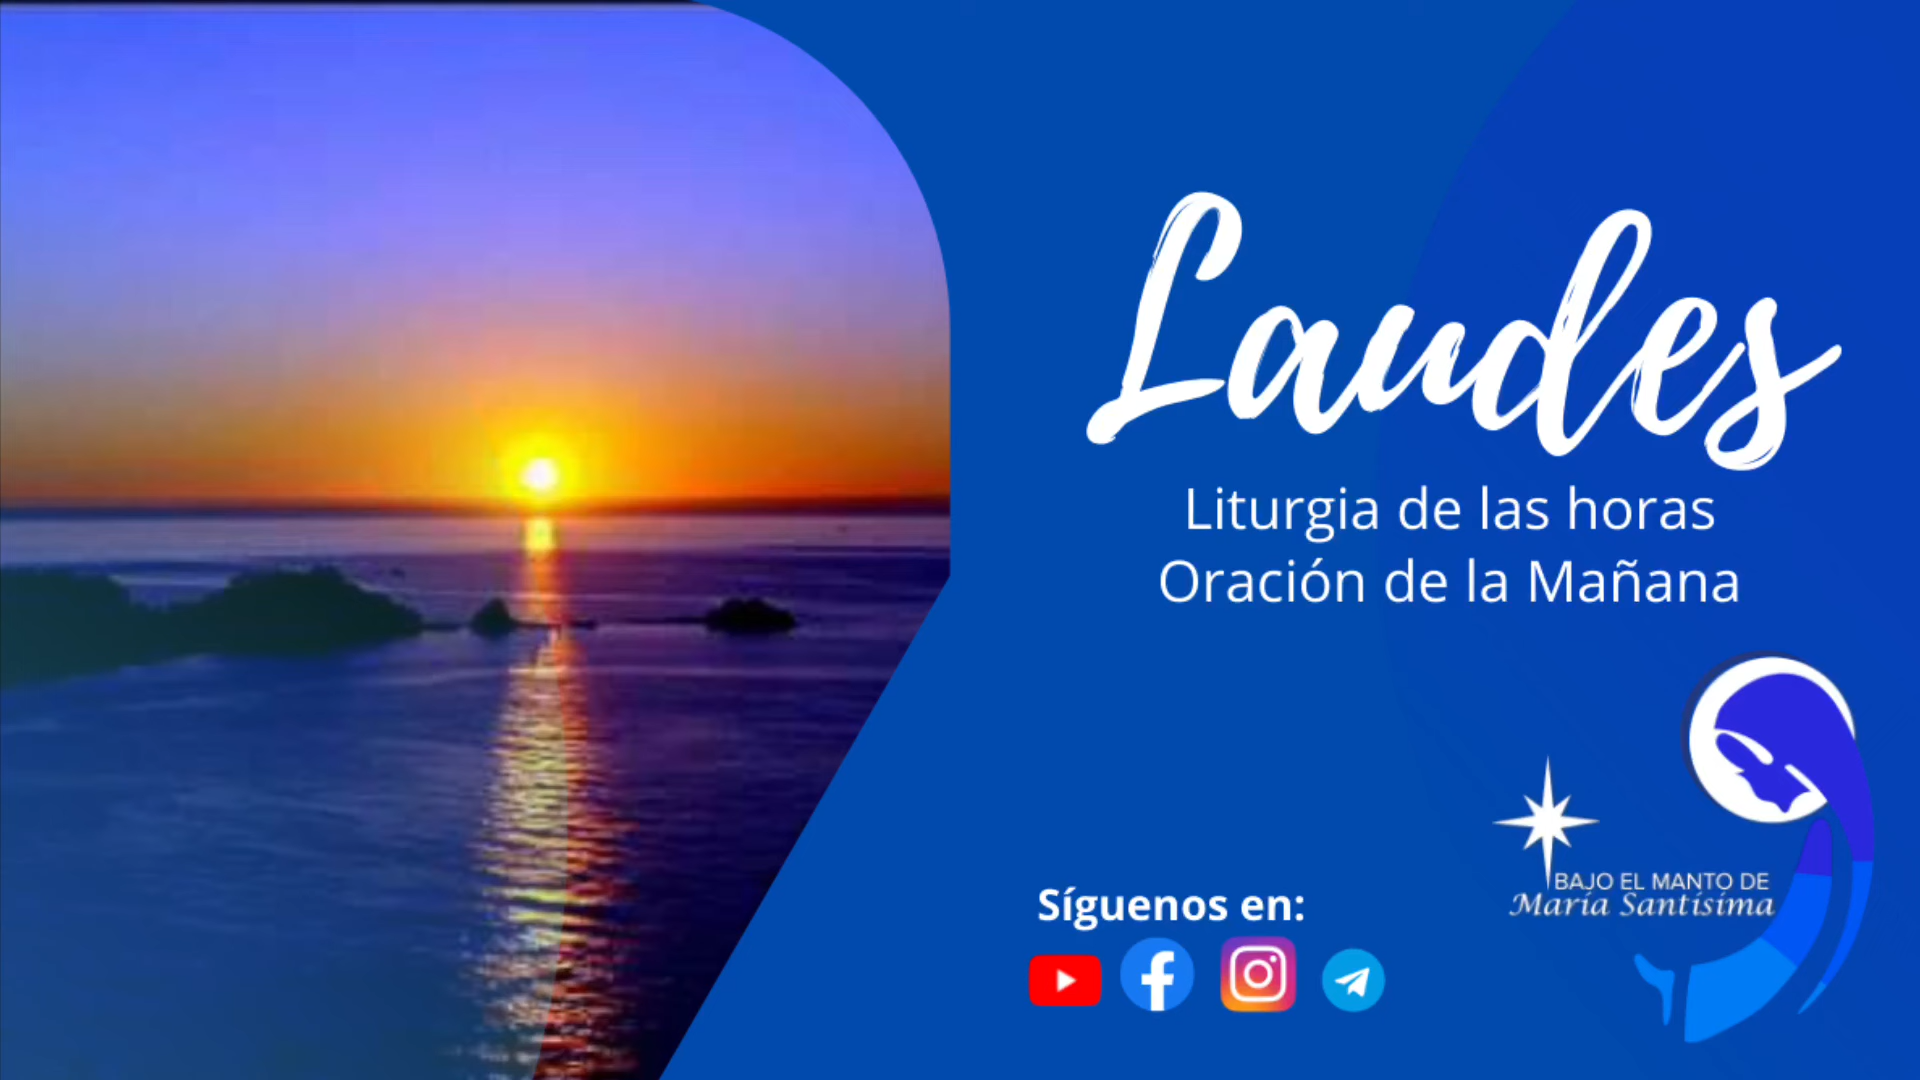 Laudes
Liturgia de las horas
Oración de la Mañana
BAJO EL MANTO DE
María Santísima
Síguenos en: